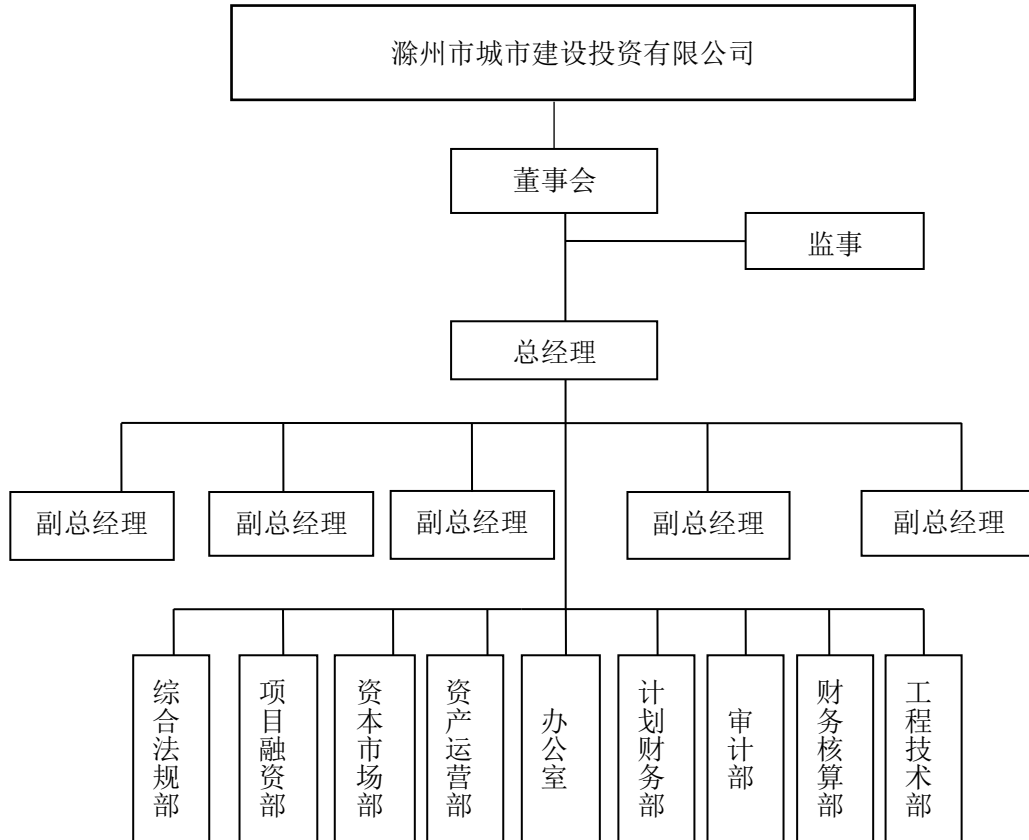 滁州市城市建设投资有限公司
董事会
监事
总经理
副总经理
副总经理
副总经理
副总经理
副总经理
综合法规部
项目融资部
资本市场部
资产运营部
办公室
计划财务部
审计部
财务核算部
工程技术部